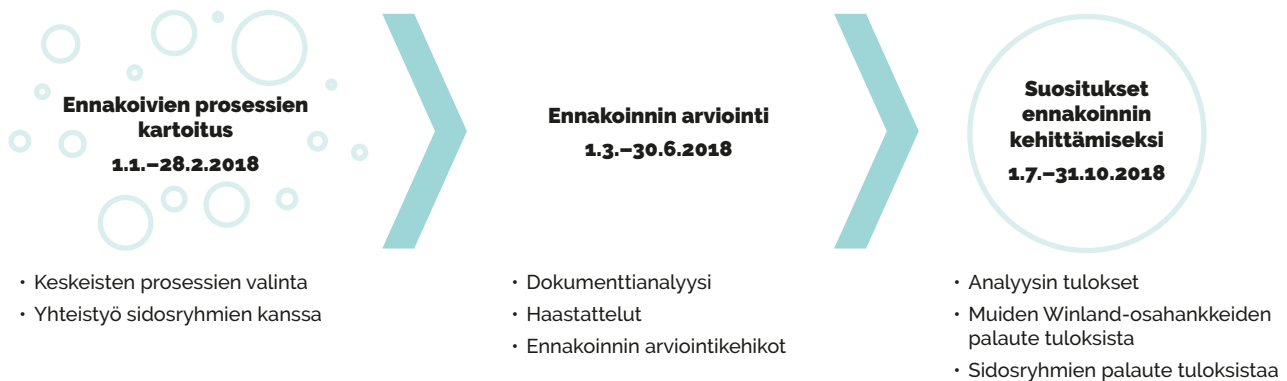 Ennakoivien prosessien
kartoitus
1.1.–28.2.2018
• Keskeisten prosessien valinta
• Yhteistyö sidosryhmien kanssa
Ennakoinnin arviointi
1.3.–30.6.2018
• Dokumenttianalyysi
• Haastattelut
• Ennakoinnin arviointikehikot
Suositukset
ennakoinnin
kehittämiseksi
1.7.–31.10.2018
• Analyysin tulokset
• Muiden Winland-osahankkeiden
palaute tuloksista
• Sidosryhmien palaute tuloksistaa